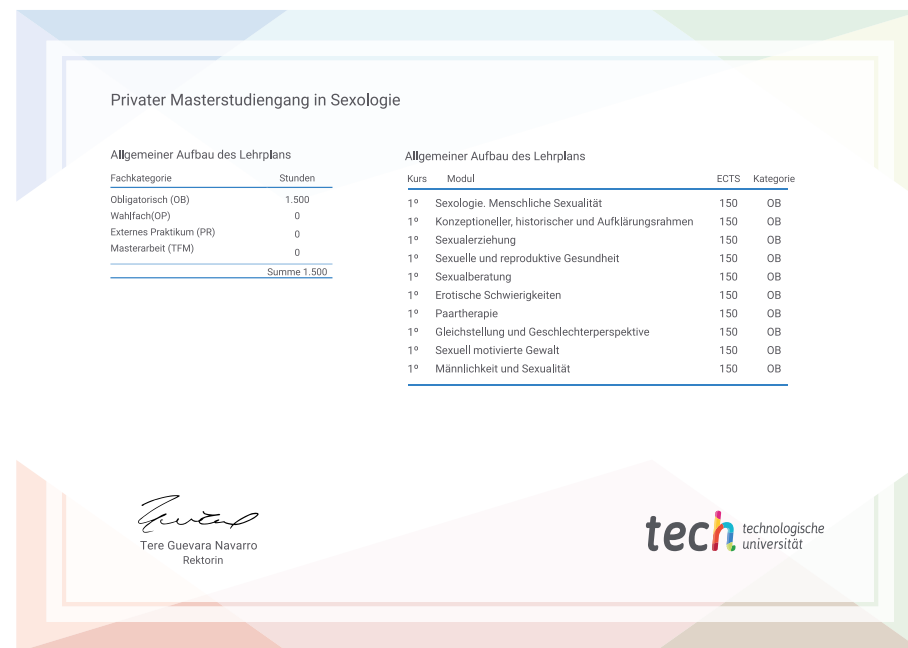 Privater Masterstudiengang in Sexologie
Allgemeiner Aufbau des Lehrplans
Fachkategorie Stunden
Obligatorisch (OB) 1.500
Wahlfach(OP) 0
Externes Praktikum (PR) 0
Masterarbeit (TFM) 0
Summe 1.500
Allgemeiner Aufbau des Lehrplans
Kurs Modul ECTS Kategorie
1º Sexologie. Menschliche Sexualität 150 OB
1º Konzeptioneller, historischer und Aufklärungsrahmen 150 OB
1º Sexualerziehung 150 OB
1º Sexuelle und reproduktive Gesundheit 150 OB
1º Sexualberatung 150 OB
1º Erotische Schwierigkeiten 150 OB
1º Paartherapie 150 OB
1º Gleichstellung und Geschlechterperspektive 150 OB
1º Sexuell motivierte Gewalt 150 OB
1º Männlichkeit und Sexualität 150 OB
Tere Guevara Navarro
Rektorin
tech technologische
universität